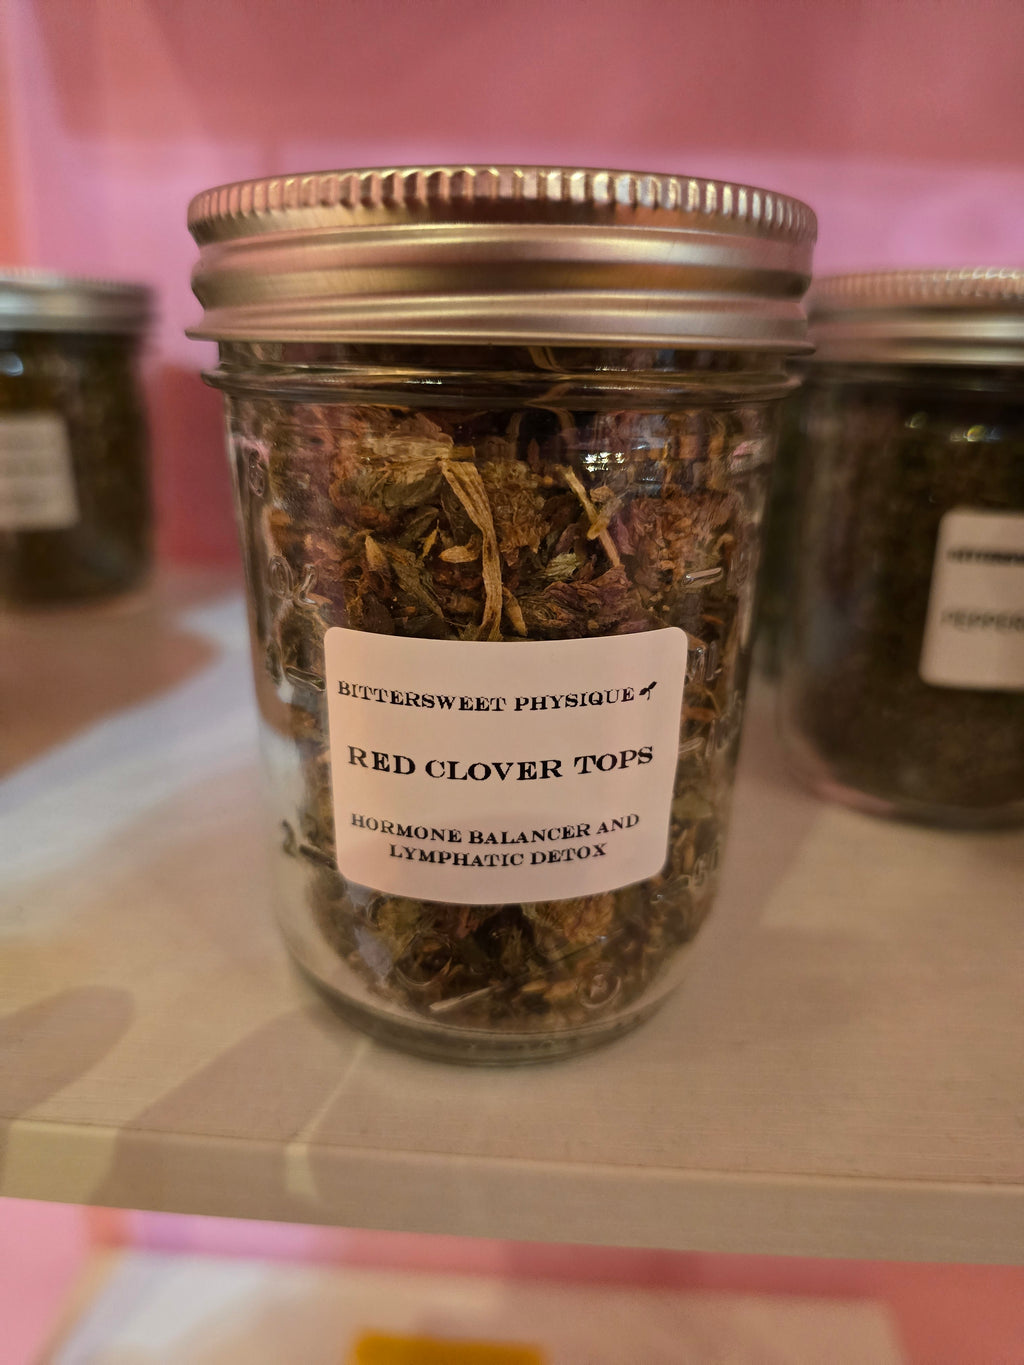 BITTERSWEET PHYSIQUE
RED CLOVER TOPS
HORMONE BALANCER AND
LYMPHATIC DETOX